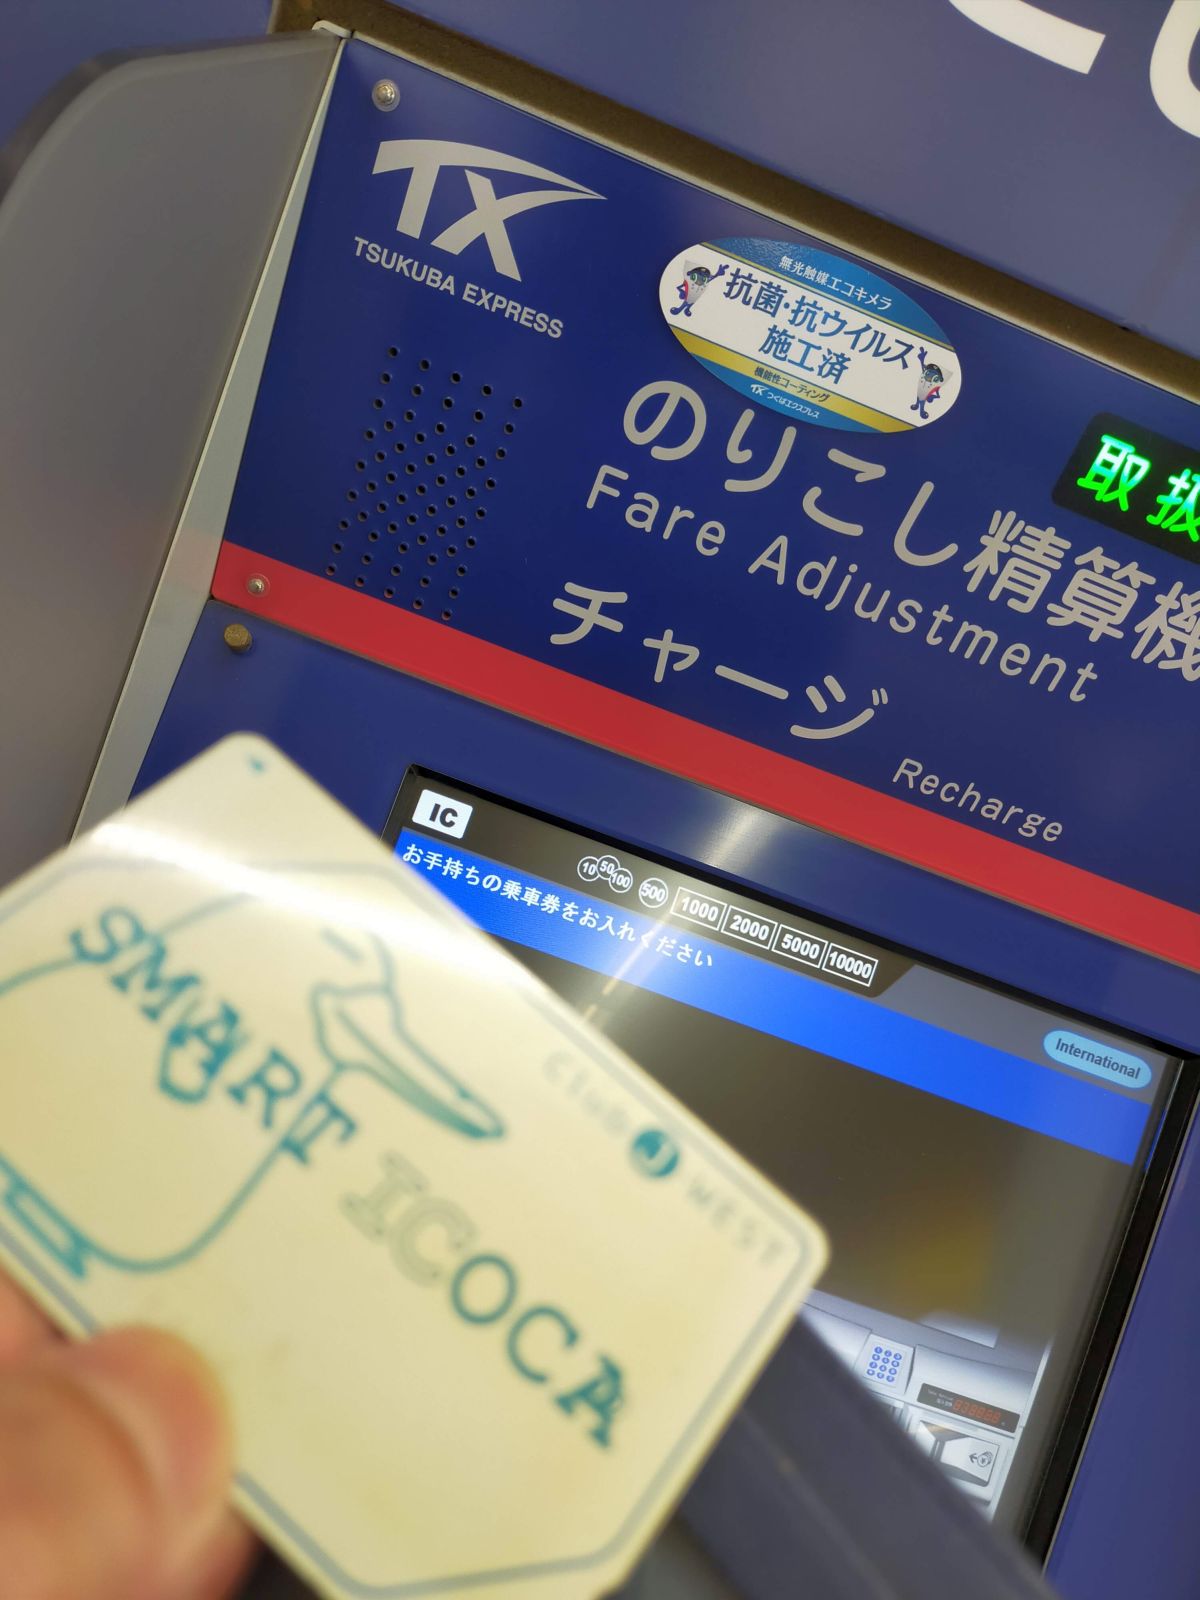 TX
TSUKUBA EXPRESS
無光触媒エコキメラ
抗菌・抗ウイルス
施工済
機能性コーティング
TX つくばエクスプレス
のりこし精算機
Fare Adjustment
取扱
チャージ
Recharge
IC
10 50 100 500 1000 2000 5000 10000
お手持ちの乗車券をお入れください
International
Club J WEST
SMART ICOCA